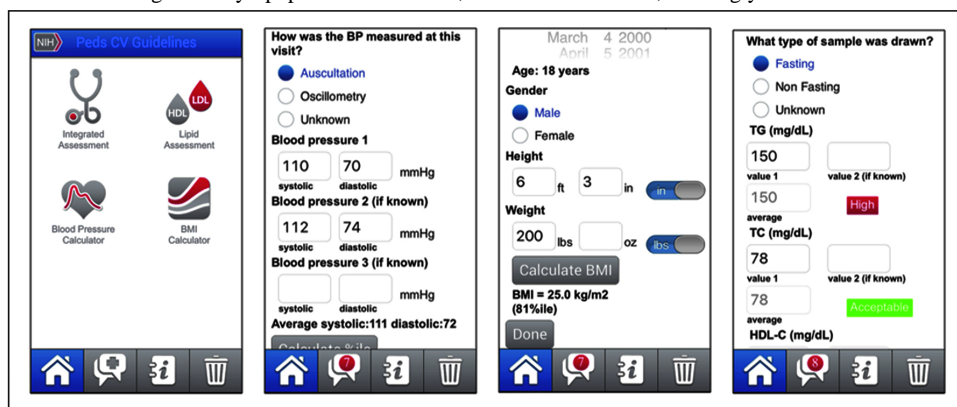 NIH Peds CV Guidelines
Integrated
Assessment
HDL LDL
Lipid
Assessment
Blood Pressure
Calculator
BMI
Calculator
How was the BP measured at this
visit?
Auscultation
Oscillometry
Unknown
Blood pressure 1
110 70 mmHg
systolic diastolic
Blood pressure 2 (if known)
112 74 mmHg
systolic diastolic
Blood pressure 3 (if known)
mmHg
systolic diastolic
Average systolic:111 diastolic:72
Calculate %ile
7
March 4 2000
April 5 2001
Age: 18 years
Gender
Male
Female
Height
6 ft 3 in in
Weight
200 lbs oz lbs
Calculate BMI
BMI = 25.0 kg/m2
(81%ile)
Done
7
What type of sample was drawn?
Fasting
Non Fasting
Unknown
TG (mg/dL)
150
value 1 value 2 (if known)
150 High
average
TC (mg/dL)
78
value 1 value 2 (if known)
78 Acceptable
average
HDL-C (mg/dL)
8